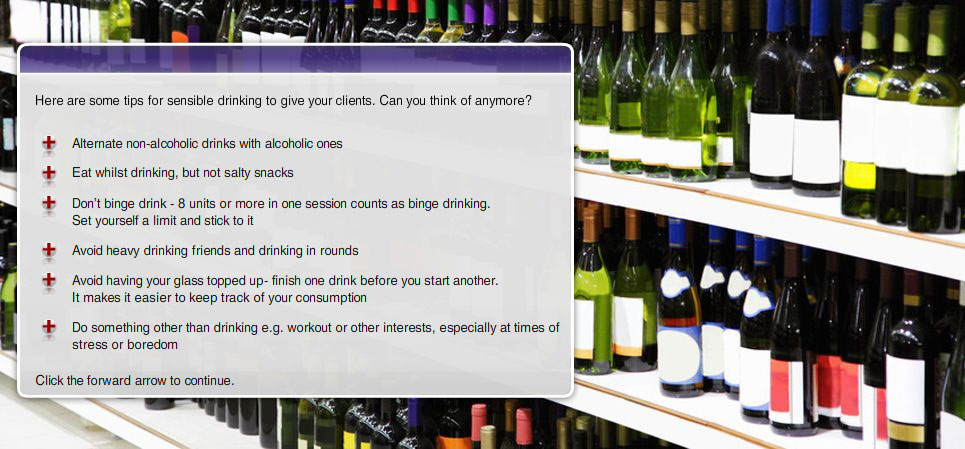 Here are some tips for sensible drinking to give your clients. Can you think of anymore?
Alternate non-alcoholic drinks with alcoholic ones
Eat whilst drinking, but not salty snacks
Don't binge drink - 8 units or more in one session counts as binge drinking.
Set yourself a limit and stick to it
Avoid heavy drinking friends and drinking in rounds
Avoid having your glass topped up- finish one drink before you start another.
It makes it easier to keep track of your consumption
Do something other than drinking e.g. workout or other interests, especially at times of
stress or boredom
Click the forward arrow to continue.